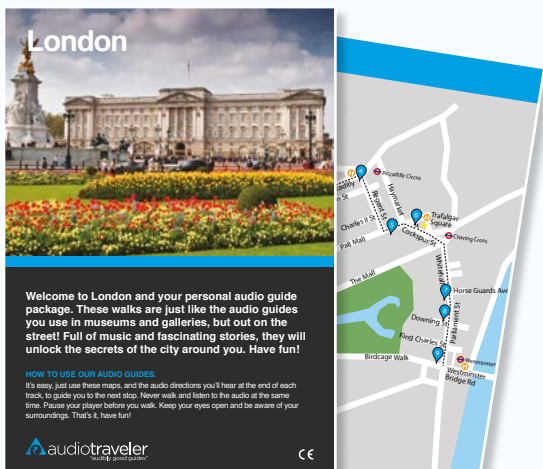 London
Welcome to London and your personal audio guide
package. These walks are just like the audio guides
you use in museums and galleries, but out on the
street! Full of music and fascinating stories, they will
unlock the secrets of the city around you. Have fun!
HOW TO USE OUR AUDIO GUIDES.
It's easy, just use these maps, and the audio directions you'll hear at the end of each
track, to guide you to the next stop. Never walk and listen to the audio at the same
time. Pause your player before you walk. Keep your eyes open and be aware of your
surroundings. That's it, have fun!
audiotraveler
"audibly good guides"
CE
4
Piccadilly Circus
Regent St
Haymarket
Charles II St
Pall Mall
5
6
Trafalgar
Square
Cockspur St
Charing Cross
The Mall
Whitehall
7
Horse Guards Ave
8
Downing St
Parliament St
King Charles St
9
Birdcage Walk
Westminster
Westminster
Bridge Rd